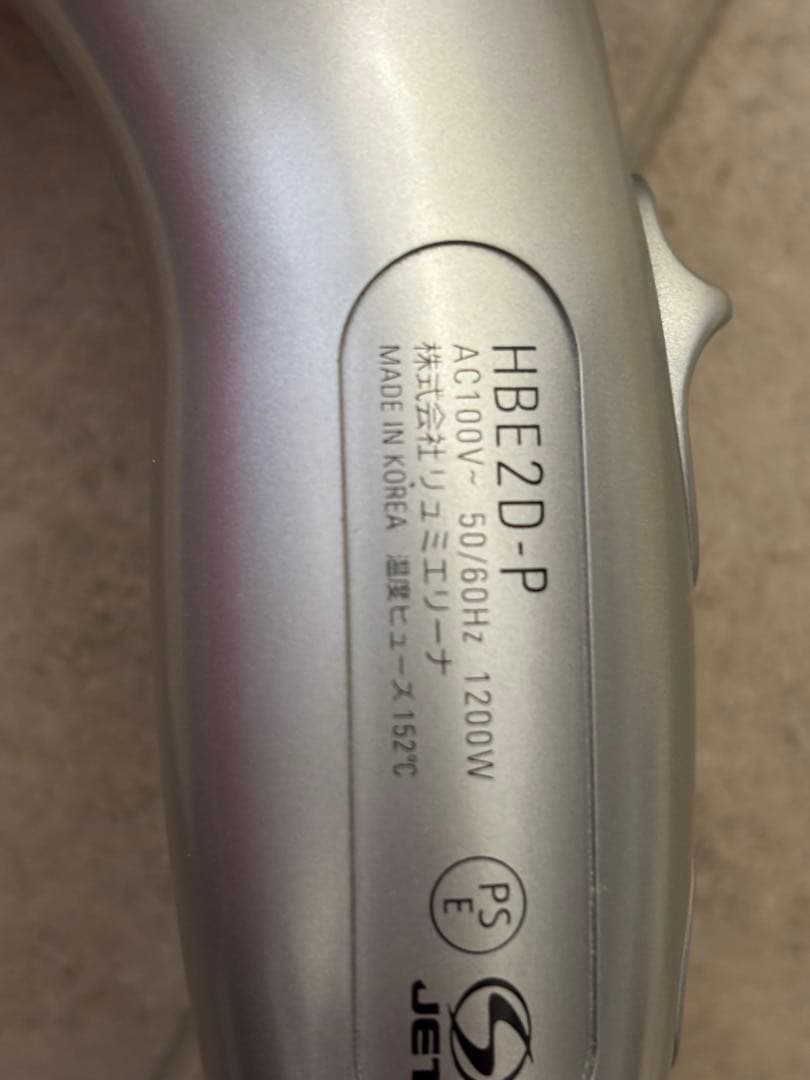 HBE2D-P
AC100V~ 50/60Hz 1200W
株式会社リュミエリーナ
MADE IN KOREA 温度ヒューズ152℃
PS
E
S
JET